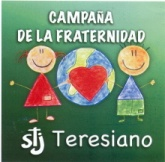 CAMPAÑA
DE LA FRATERNIDAD
stj Teresiano